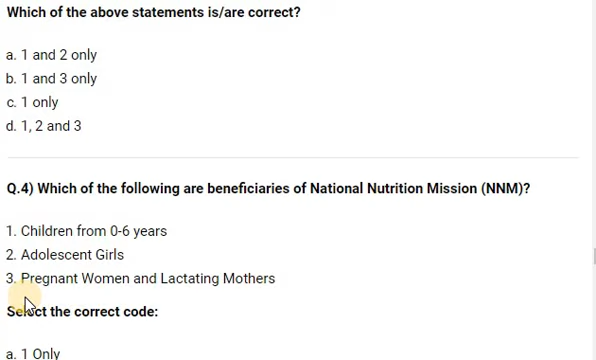 Which of the above statements is/are correct?
a. 1 and 2 only
b. 1 and 3 only
c. 1 only
d. 1, 2 and 3
Q.4) Which of the following are beneficiaries of National Nutrition Mission (NNM)?
1. Children from 0-6 years
2. Adolescent Girls
3. Pregnant Women and Lactating Mothers
Select the correct code:
a. 1 Only